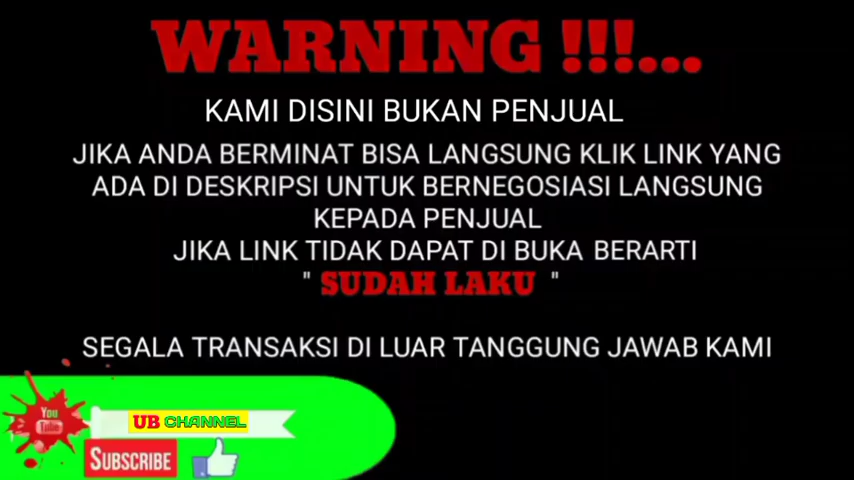 WARNING !!!...
KAMI DISINI BUKAN PENJUAL
JIKA ANDA BERMINAT BISA LANGSUNG KLIK LINK YANG
ADA DI DESKRIPSI UNTUK BERNEGOSIASI LANGSUNG
KEPADA PENJUAL
JIKA LINK TIDAK DAPAT DI BUKA BERARTI
" SUDAH LAKU "
SEGALA TRANSAKSI DI LUAR TANGGUNG JAWAB KAMI
You
Tube
UB CHANNEL
SUBSCRIBE